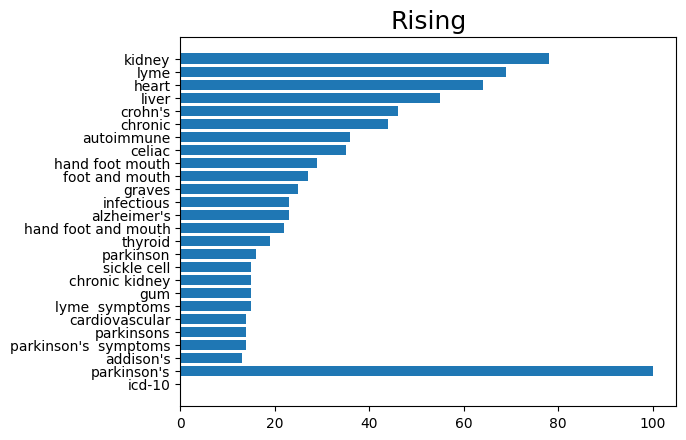 Rising
kidney
lyme
heart
liver
crohn's
chronic
autoimmune
celiac
hand foot mouth
foot and mouth
graves
infectious
alzheimer's
hand foot and mouth
thyroid
parkinson
sickle cell
chronic kidney
gum
lyme  symptoms
cardiovascular
parkinsons
parkinson's  symptoms
addison's
parkinson's
icd-10
0 20 40 60 80 100